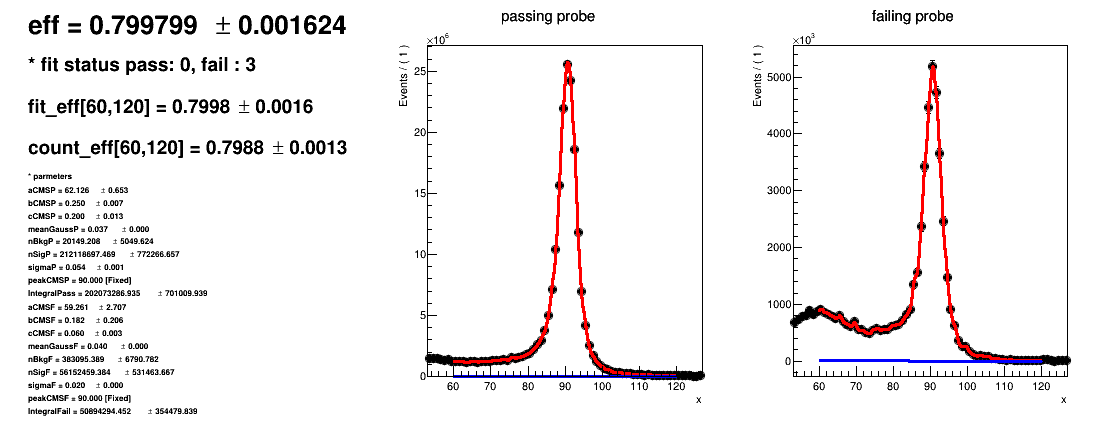 eff = 0.799799 ± 0.001624
* fit status pass: 0, fail : 3
fit_eff[60,120] = 0.7998 ± 0.0016
count_eff[60,120] = 0.7988 ± 0.0013
* parmeters
aCMSP = 62.126 ± 0.653
bCMSP = 0.250 ± 0.007
cCMSP = 0.200 ± 0.013
meanGaussP = 0.037 ± 0.000
nBkgP = 20149.208 ± 5049.624
nSigP = 212118697.469 ± 772266.657
sigmaP = 0.054 ± 0.001
peakCMSP = 90.000 [Fixed]
IntegralPass = 202073286.935 ± 701009.939
aCMSF = 59.261 ± 2.707
bCMSF = 0.182 ± 0.206
cCMSF = 0.060 ± 0.003
meanGaussF = 0.040 ± 0.000
nBkgF = 383095.389 ± 6790.782
nSigF = 56152459.384 ± 531463.667
sigmaF = 0.020 ± 0.000
peakCMSF = 90.000 [Fixed]
IntegralFail = 50894294.452 ± 354479.839
passing probe
×10⁶
Events / ( 1 )
25
20
15
10
5
0
60 70 80 90 100 110 120
x
failing probe
×10³
Events / ( 1 )
5000
4000
3000
2000
1000
0
60 70 80 90 100 110 120
x